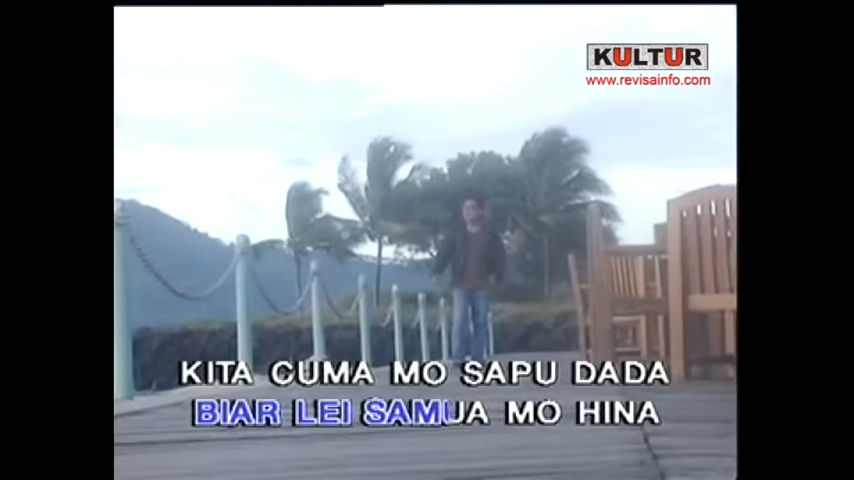 KULTUR
www.revisainfo.com
KITA CUMA MO SAPU DADA
BIAR LEI SAMUA MO HINA